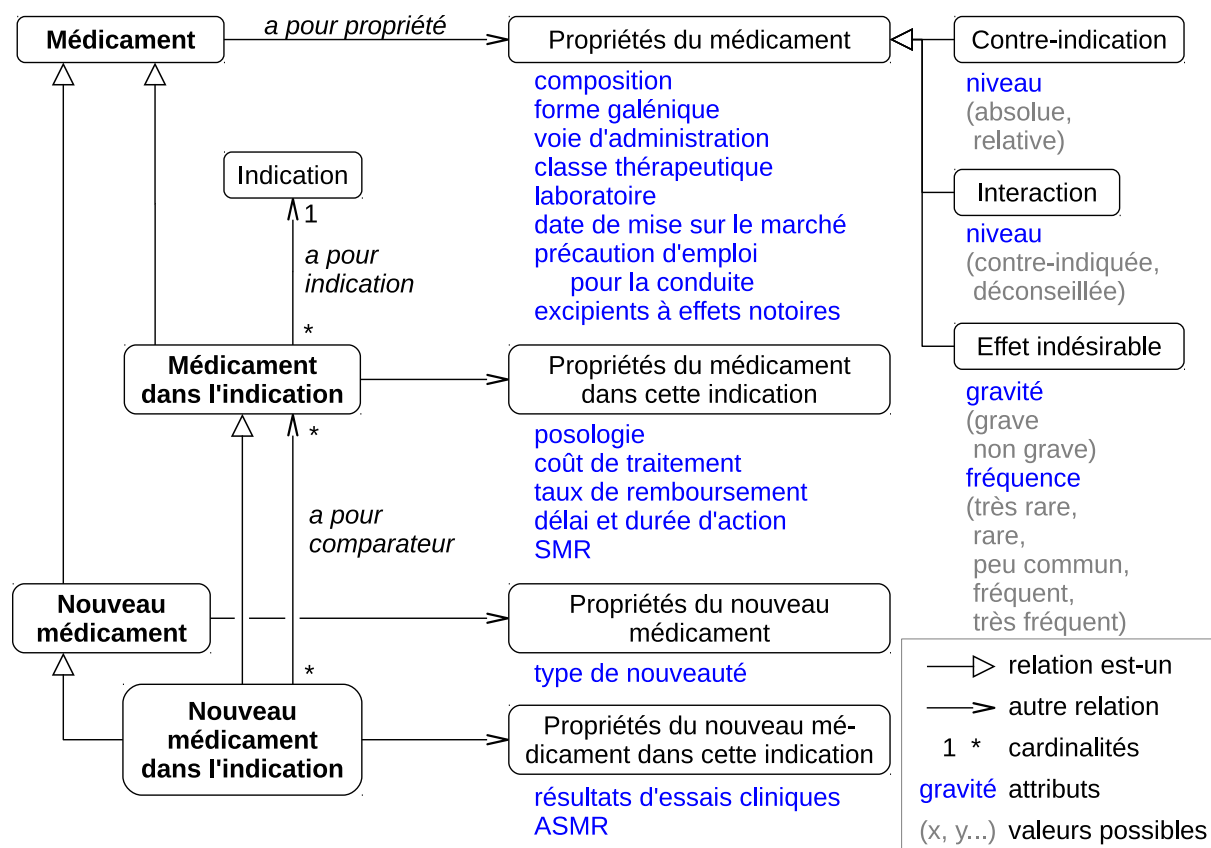 Médicament
a pour propriété
Propriétés du médicament
composition
forme galénique
voie d'administration
classe thérapeutique
laboratoire
date de mise sur le marché
précaution d'emploi
pour la conduite
excipients à effets notoires
Contre-indication
niveau
(absolue,
relative)
Interaction
niveau
(contre-indiquée,
déconseillée)
Effet indésirable
gravité
(grave
non grave)
fréquence
(très rare,
rare,
peu commun,
fréquent,
très fréquent)
Indication
1
a pour
indication
*
Médicament
dans l'indication
Propriétés du médicament
dans cette indication
posologie
coût de traitement
taux de remboursement
délai et durée d'action
SMR
*
a pour
comparateur
*
Nouveau
médicament
Propriétés du nouveau
médicament
type de nouveauté
Nouveau
médicament
dans l'indication
Propriétés du nouveau mé-
dicament dans cette indication
résultats d'essais cliniques
ASMR
relation est-un
autre relation
1 * cardinalités
gravité attributs
(x, y...) valeurs possibles